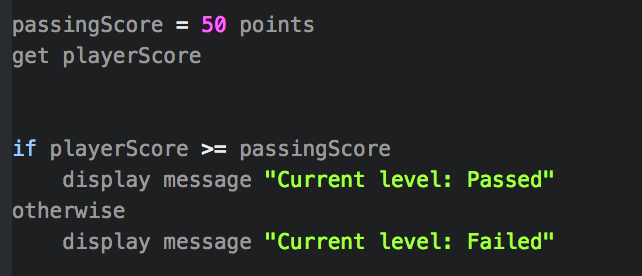 passingScore = 50 points
get playerScore
if playerScore >= passingScore
    display message "Current level: Passed"
otherwise
    display message "Current level: Failed"